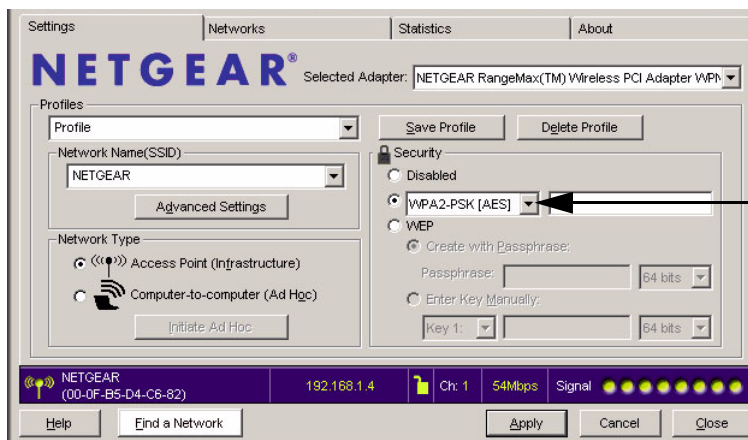 Settings Networks Statistics About
NETGEAR® Selected Adapter: NETGEAR RangeMax(TM) Wireless PCI Adapter WPN
Profiles
Profile Save Profile Delete Profile
Network Name(SSID)
NETGEAR
Advanced Settings
Network Type
Access Point (Infrastructure)
Computer-to-computer (Ad Hoc)
Initiate Ad Hoc
Security
Disabled
WPA2-PSK [AES]
WEP
Create with Passphrase:
Passphrase: 64 bits
Enter Key Manually:
Key 1: 64 bits
NETGEAR
(00-0F-B5-D4-C6-82) 192.168.1.4 Ch: 1 54Mbps Signal
Help Find a Network Apply Cancel Close